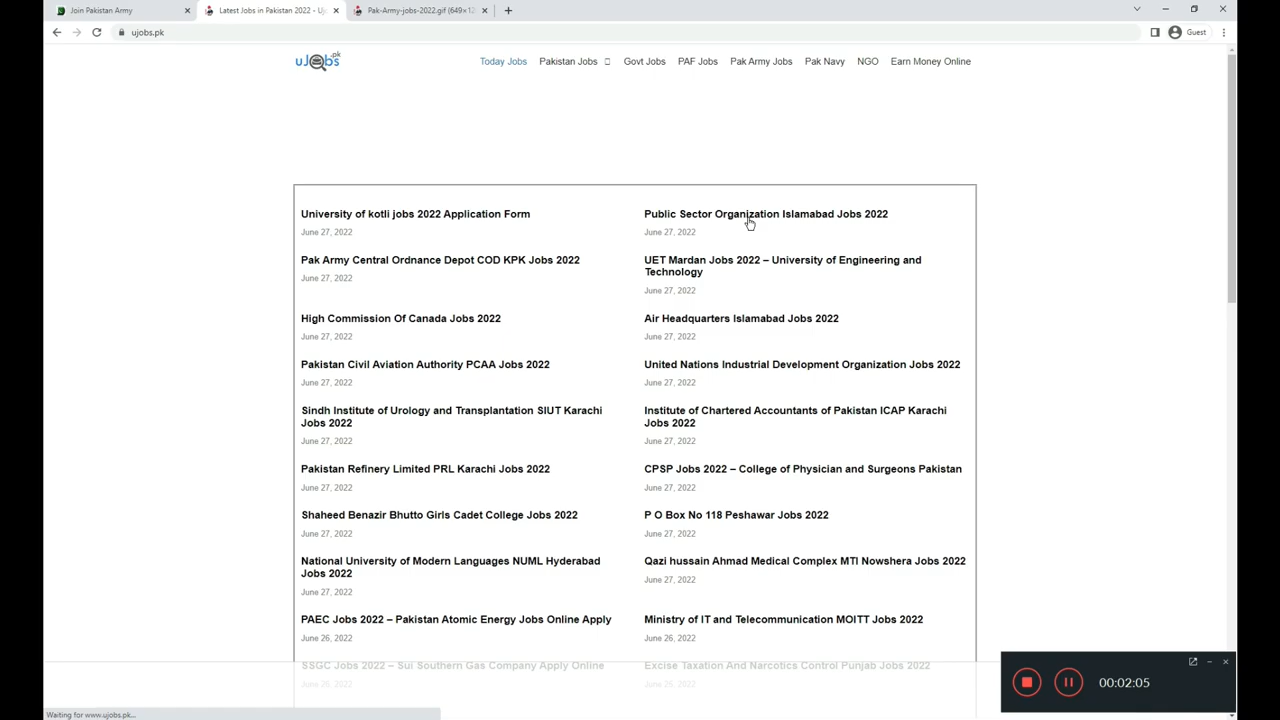 Join Pakistan Army
Latest Jobs in Pakistan 2022 - Uj
Pak-Army-jobs-2022.gif (649×12
ujobs.pk
Guest
uJobs.pk
Today Jobs
Pakistan Jobs
Govt Jobs
PAF Jobs
Pak Army Jobs
Pak Navy
NGO
Earn Money Online
University of kotli jobs 2022 Application Form
June 27, 2022
Public Sector Organization Islamabad Jobs 2022
June 27, 2022
Pak Army Central Ordnance Depot COD KPK Jobs 2022
June 27, 2022
UET Mardan Jobs 2022 – University of Engineering and
Technology
June 27, 2022
High Commission Of Canada Jobs 2022
June 27, 2022
Air Headquarters Islamabad Jobs 2022
June 27, 2022
Pakistan Civil Aviation Authority PCAA Jobs 2022
June 27, 2022
United Nations Industrial Development Organization Jobs 2022
June 27, 2022
Sindh Institute of Urology and Transplantation SIUT Karachi
Jobs 2022
June 27, 2022
Institute of Chartered Accountants of Pakistan ICAP Karachi
Jobs 2022
June 27, 2022
Pakistan Refinery Limited PRL Karachi Jobs 2022
June 27, 2022
CPSP Jobs 2022 – College of Physician and Surgeons Pakistan
June 27, 2022
Shaheed Benazir Bhutto Girls Cadet College Jobs 2022
June 27, 2022
P O Box No 118 Peshawar Jobs 2022
June 27, 2022
National University of Modern Languages NUML Hyderabad
Jobs 2022
June 27, 2022
Qazi hussain Ahmad Medical Complex MTI Nowshera Jobs 2022
June 27, 2022
PAEC Jobs 2022 – Pakistan Atomic Energy Jobs Online Apply
June 26, 2022
Ministry of IT and Telecommunication MOITT Jobs 2022
June 26, 2022
SSGC Jobs 2022 – Sui Southern Gas Company Apply Online
June 25, 2022
Excise Taxation And Narcotics Control Punjab Jobs 2022
June 25, 2022
00:02:05
Waiting for www.ujobs.pk...